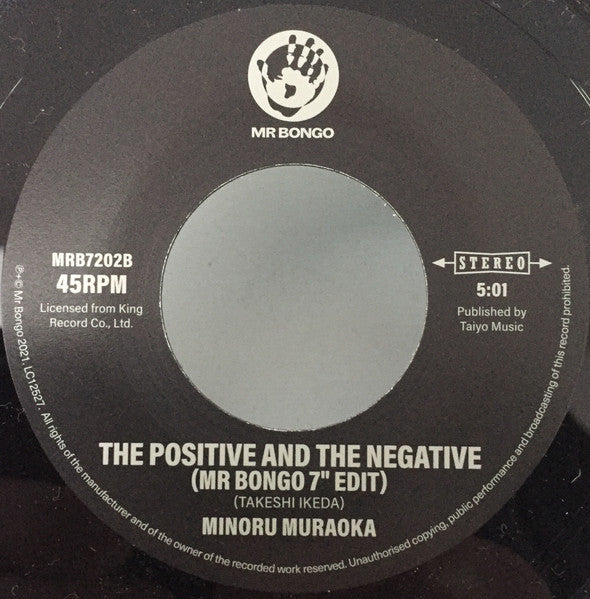 MR BONGO
MRB7202B
45RPM
Licensed from King
Record Co., Ltd.
STEREO
5:01
Published by
Taiyo Music
THE POSITIVE AND THE NEGATIVE
(MR BONGO 7" EDIT)
(TAKESHI IKEDA)
MINORU MURAOKA
℗+© Mr Bongo 2021. LC12527. All rights of the manufacturer and of the owner of the recorded work reserved. Unauthorised copying, public performance and broadcasting of this record prohibited.